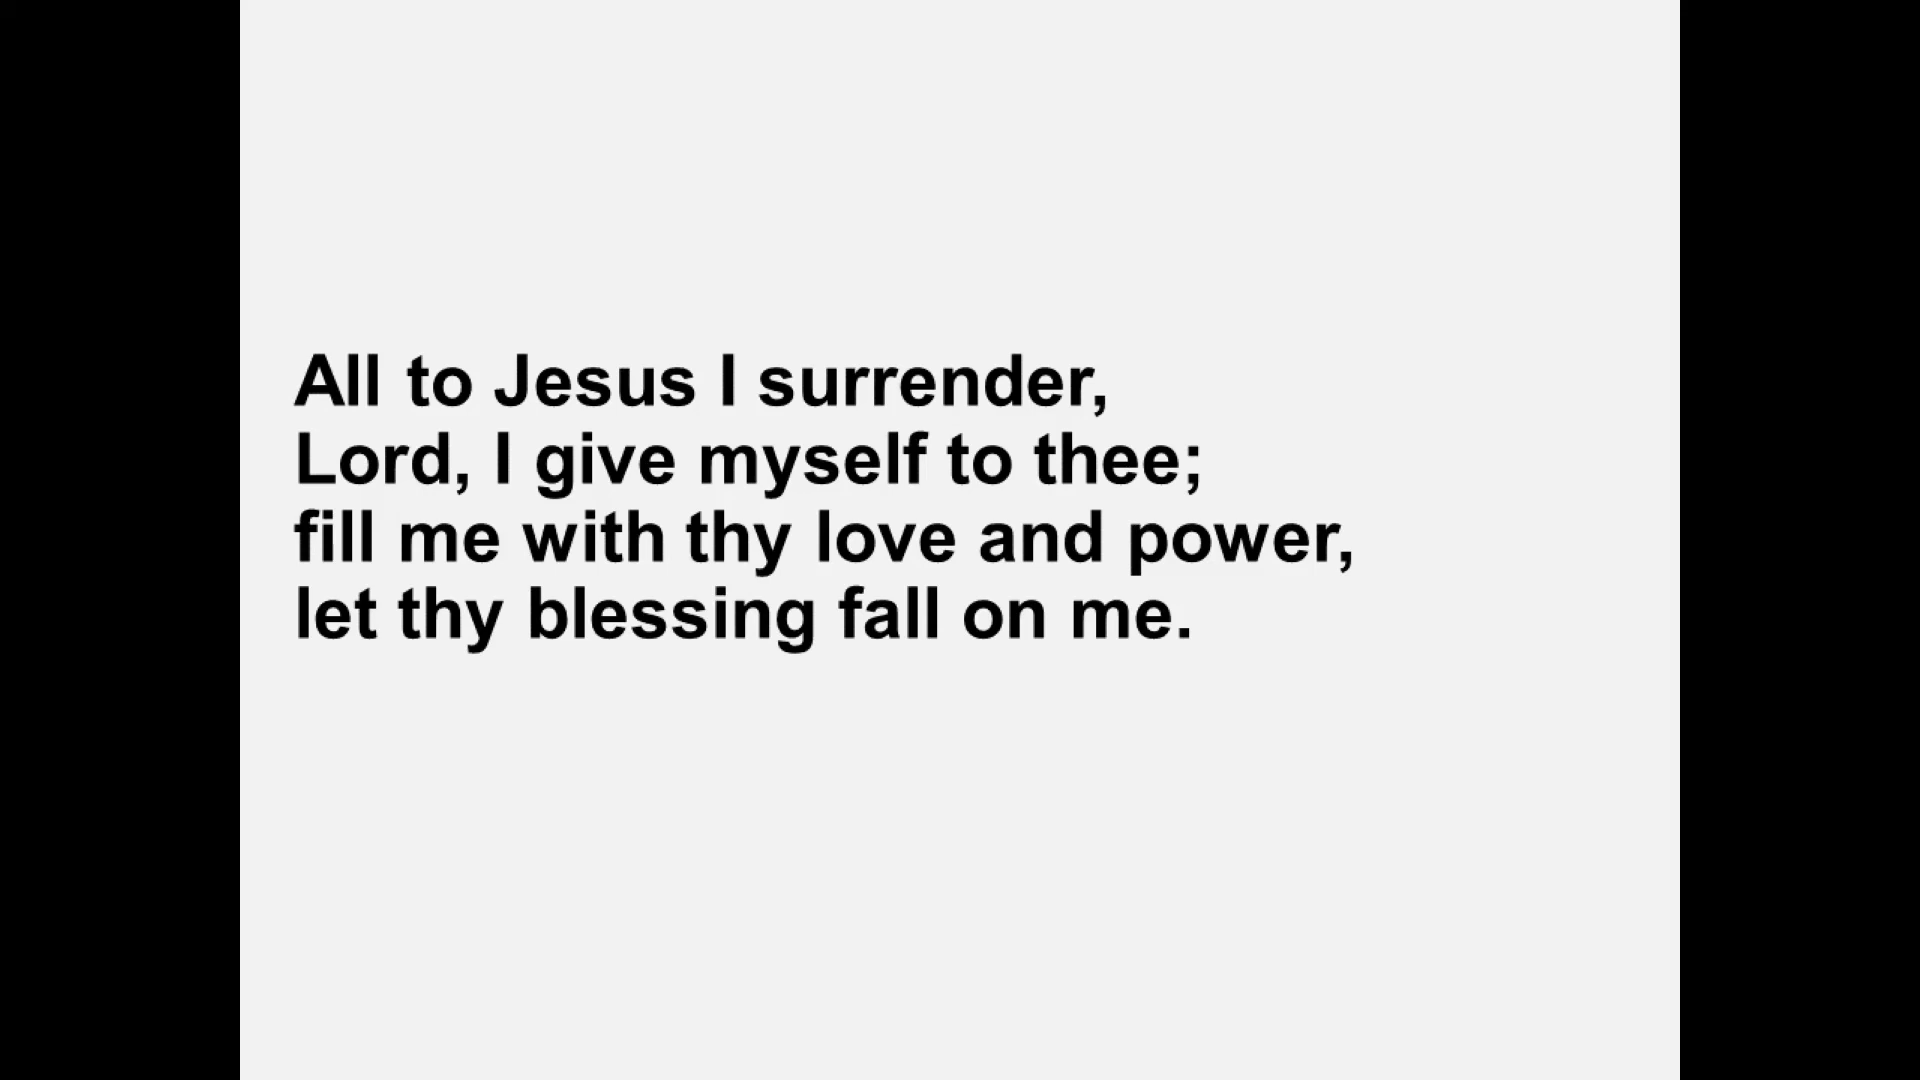 All to Jesus I surrender,
Lord, I give myself to thee;
fill me with thy love and power,
let thy blessing fall on me.